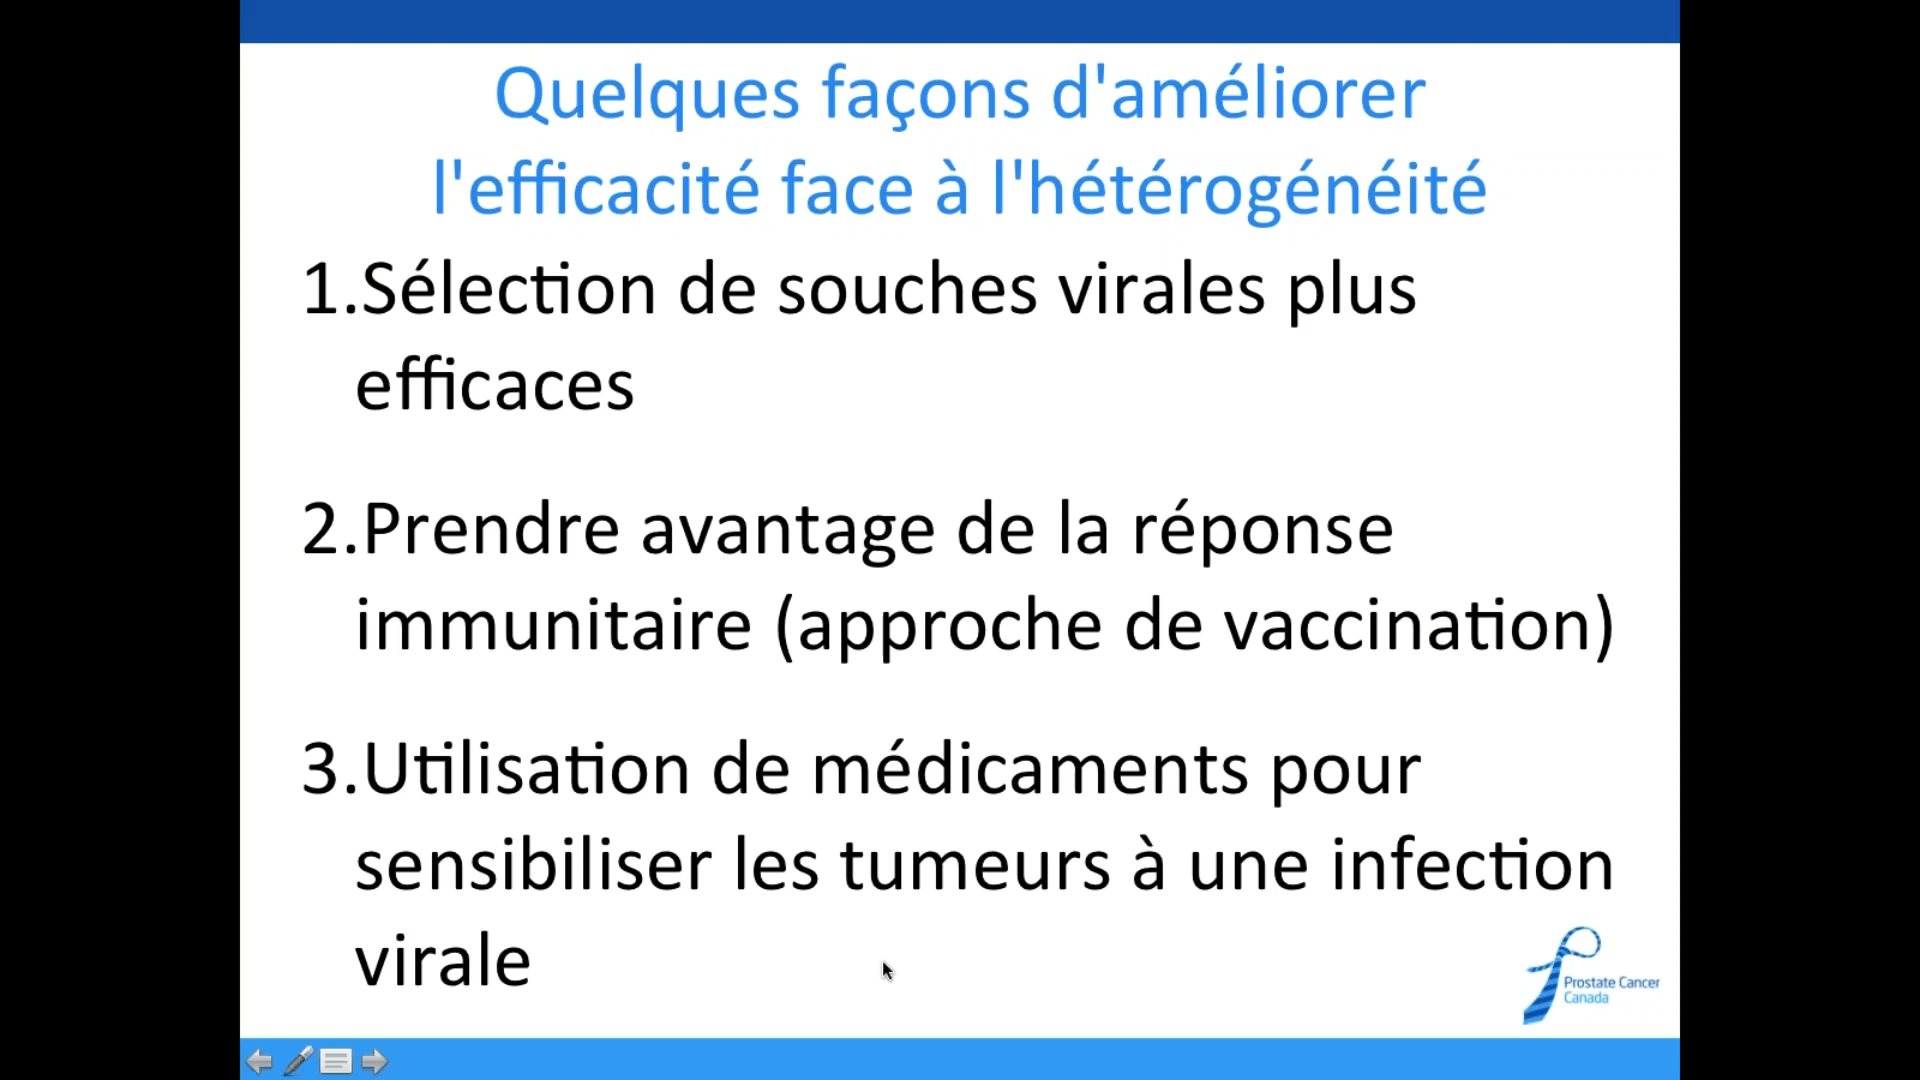 Quelques façons d'améliorer
l'efficacité face à l'hétérogénéité
1.Sélection de souches virales plus
efficaces
2.Prendre avantage de la réponse
immunitaire (approche de vaccination)
3.Utilisation de médicaments pour
sensibiliser les tumeurs à une infection
virale
Prostate Cancer
Canada